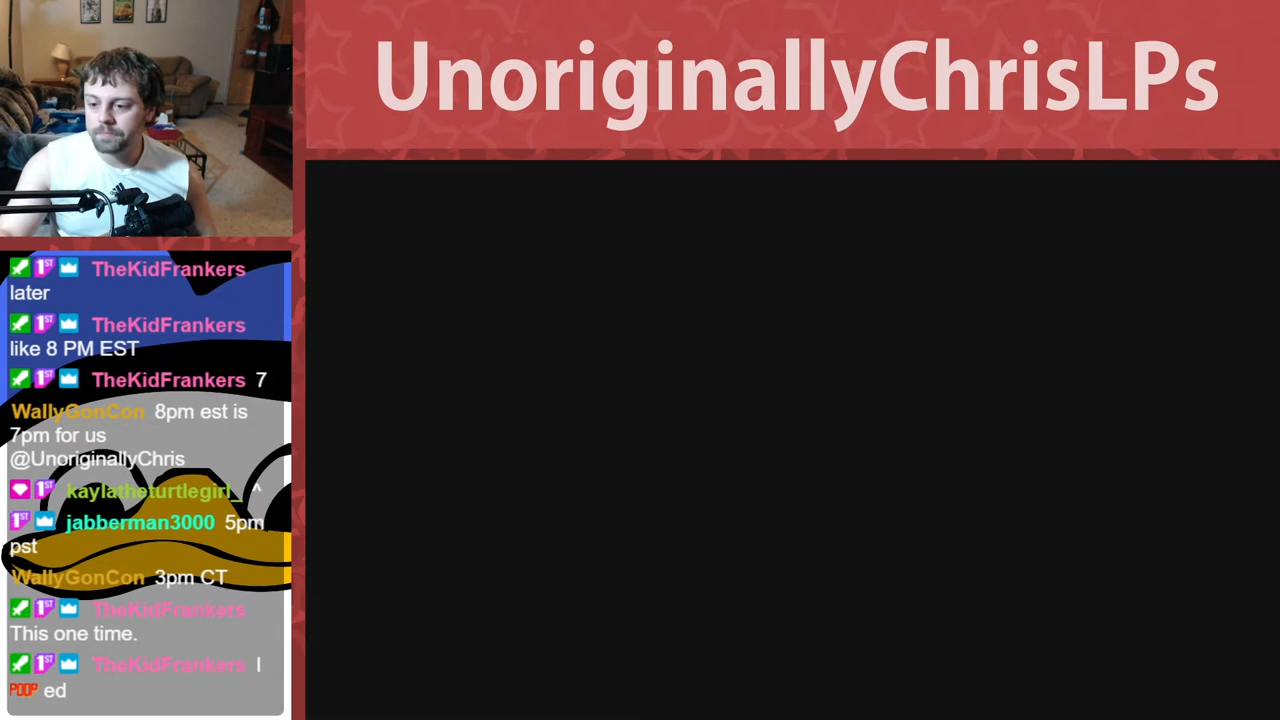 UnoriginallyChrisLPs
TheKidFrankers
later
TheKidFrankers
like 8 PM EST
TheKidFrankers 7
WallyGonCon 8pm est is
7pm for us
@UnoriginallyChris
kaylatheturtlegirl_ ^
jabberman3000 5pm
pst
WallyGonCon 3pm CT
TheKidFrankers
This one time.
TheKidFrankers I
POOP ed